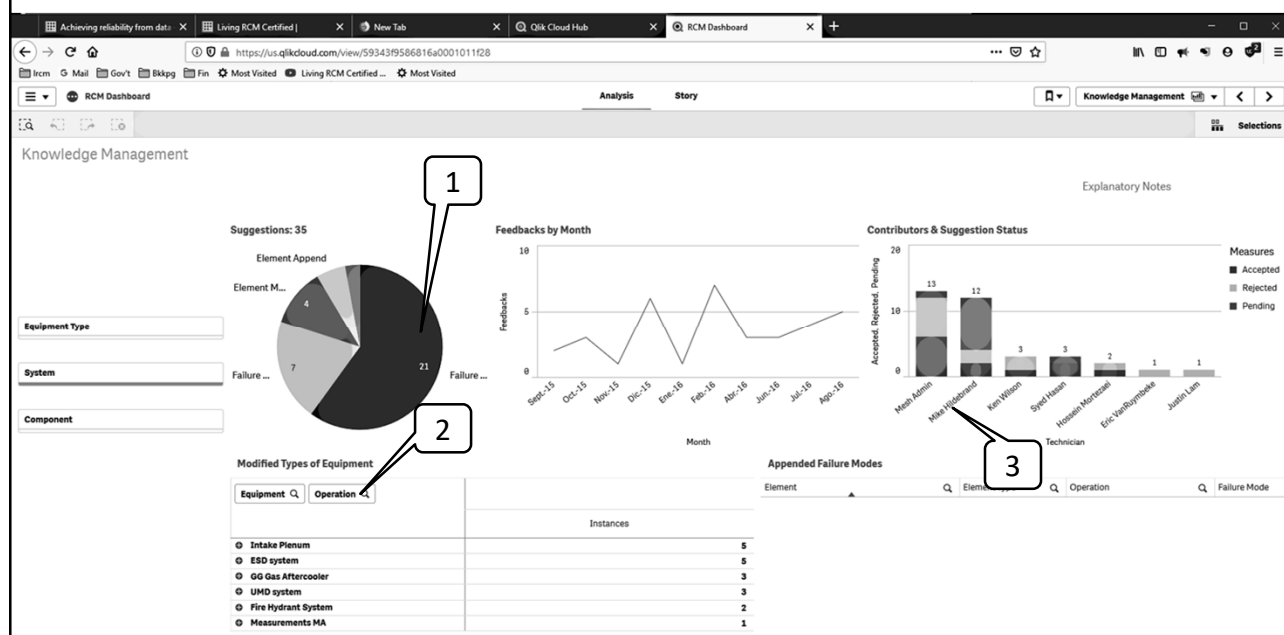 Achieving reliability from data
Living RCM Certified |
New Tab
Qlik Cloud Hub
RCM Dashboard
https://us.qlikcloud.com/view/59343f9586816a0001011f28
2
lrcm
G Mail
Gov't
Bkkpg
Fin
Most Visited
Living RCM Certified ...
Most Visited
RCM Dashboard
Analysis
Story
Knowledge Management
Selections
Knowledge Management
Explanatory Notes
1
Suggestions: 35
Element Append
Element M...
4
7
21
Failure ...
Failure ...
Feedbacks by Month
10
5
0
Feedbacks
Sept.-15
Oct.-15
Nov.-15
Dic.-15
Ene.-16
Feb.-16
Abr.-16
Jun.-16
Jul.-16
Ago.-16
Month
Contributors & Suggestion Status
20
10
0
Accepted, Rejected, Pending
13
12
3
3
2
1
1
Mesh Admin
Mike Hildebrand
Ken Wilson
Syed Hasan
Hossein Mortezaei
Eric VanRuymbeke
Justin Lam
Technician
Measures
Accepted
Rejected
Pending
Equipment Type
System
Component
2
3
Modified Types of Equipment
Equipment
Operation
Instances
Intake Plenum 5
ESD system 5
GG Gas Aftercooler 3
UMD system 3
Fire Hydrant System 2
Measurements MA 1
Appended Failure Modes
Element
Operation
Failure Mode